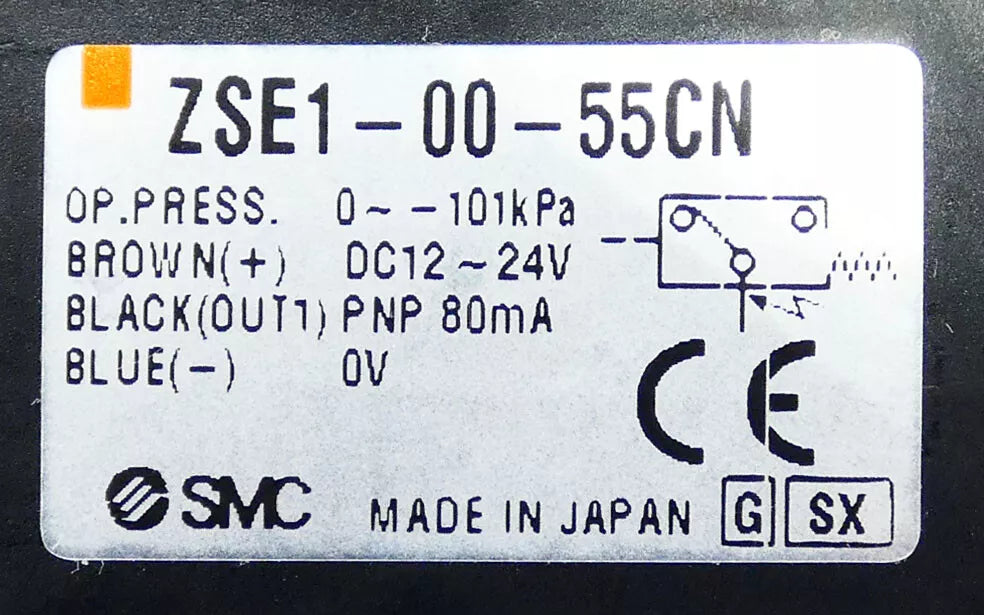 ZSE1-00-55CN
OP.PRESS. 0~-101kPa
BROWN(+) DC12~24V
BLACK(OUT1) PNP 80mA
BLUE(-) 0V
CE
SMC MADE IN JAPAN G SX